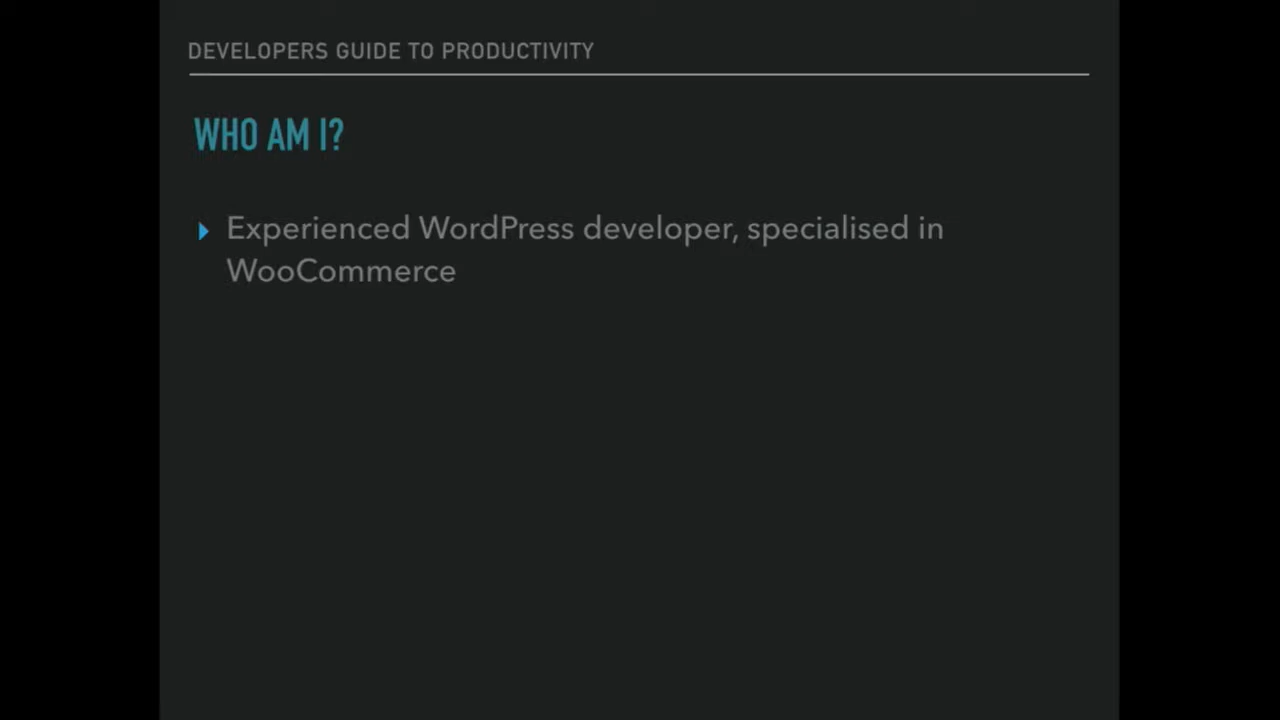 DEVELOPERS GUIDE TO PRODUCTIVITY
WHO AM I?
Experienced WordPress developer, specialised in
WooCommerce